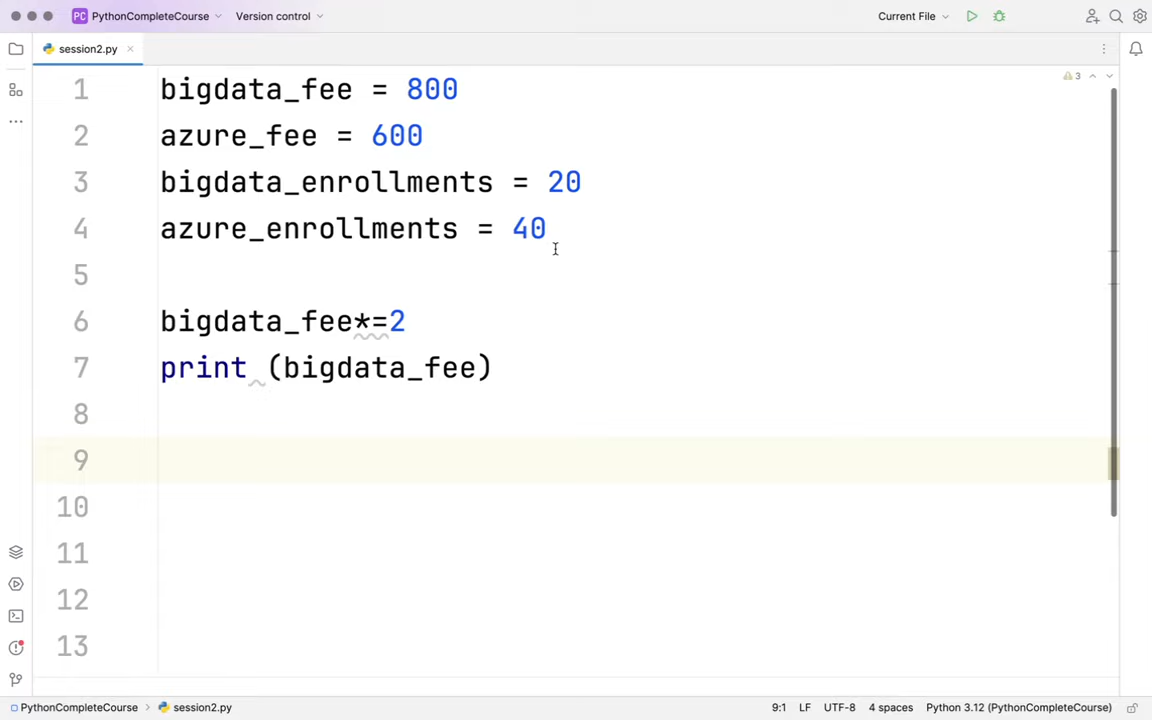 PC PythonCompleteCourse Version control Current File
session2.py
3
1 bigdata_fee = 800
2 azure_fee = 600
3 bigdata_enrollments = 20
4 azure_enrollments = 40
5
6 bigdata_fee*=2
7 print (bigdata_fee)
8
9
10
11
12
13
PythonCompleteCourse session2.py 9:1 LF UTF-8 4 spaces Python 3.12 (PythonCompleteCourse)